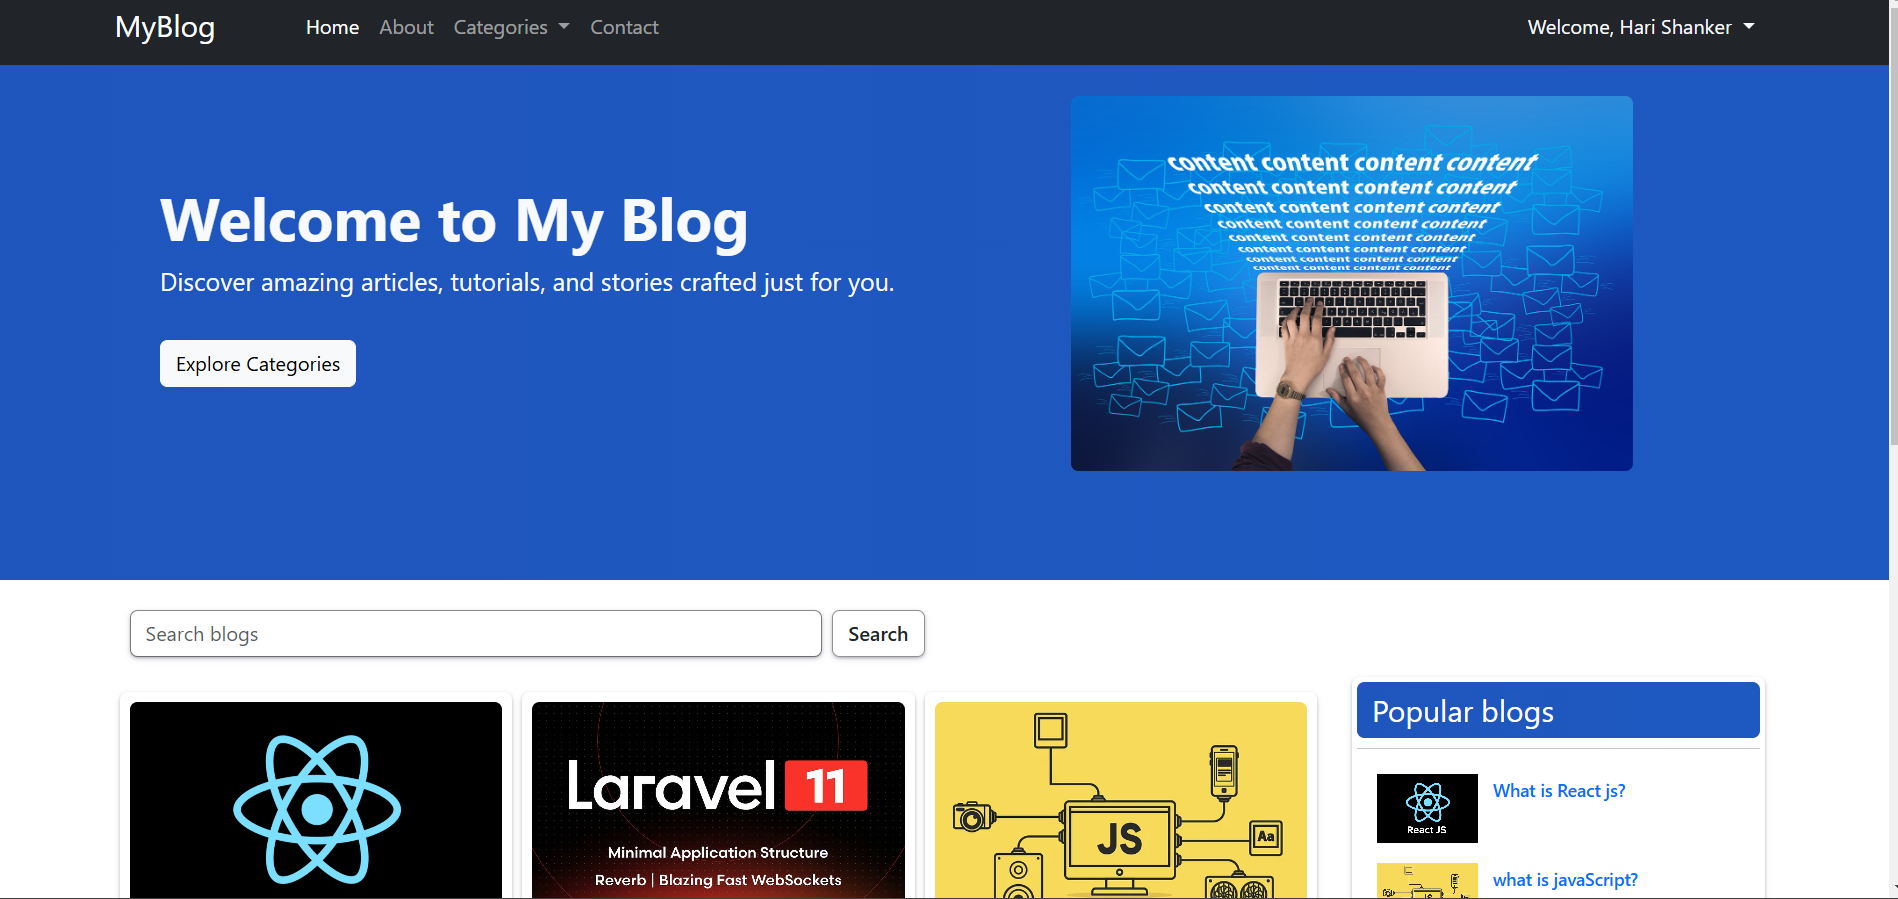 MyBlog
Home About Categories Contact
Welcome, Hari Shanker
Welcome to My Blog
Discover amazing articles, tutorials, and stories crafted just for you.
Explore Categories
content content content content
content content content content
content content content content
content content content content
content content content content
content content content content
content content content content
content content content content
Search blogs
Search
Laravel 11
Minimal Application Structure
Reverb | Blazing Fast WebSockets
JS
Aa
Popular blogs
React JS
What is React js?
JS
what is javaScript?